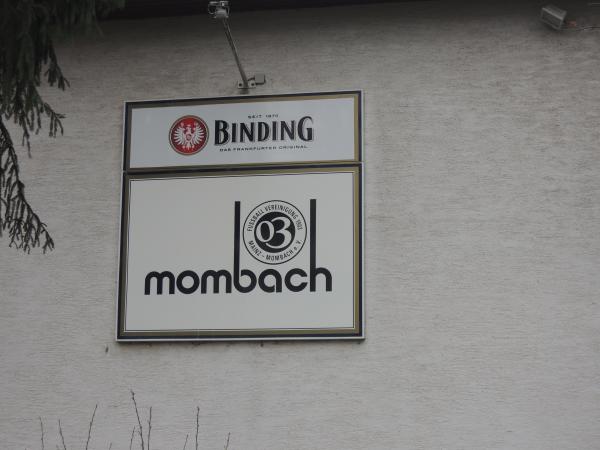 SEIT 1870
BINDING
DAS FRANKFURTER ORIGINAL
FUSSBALL VEREINIGUNG 1903
03
MAINZ - MOMBACH e.V.
mombach